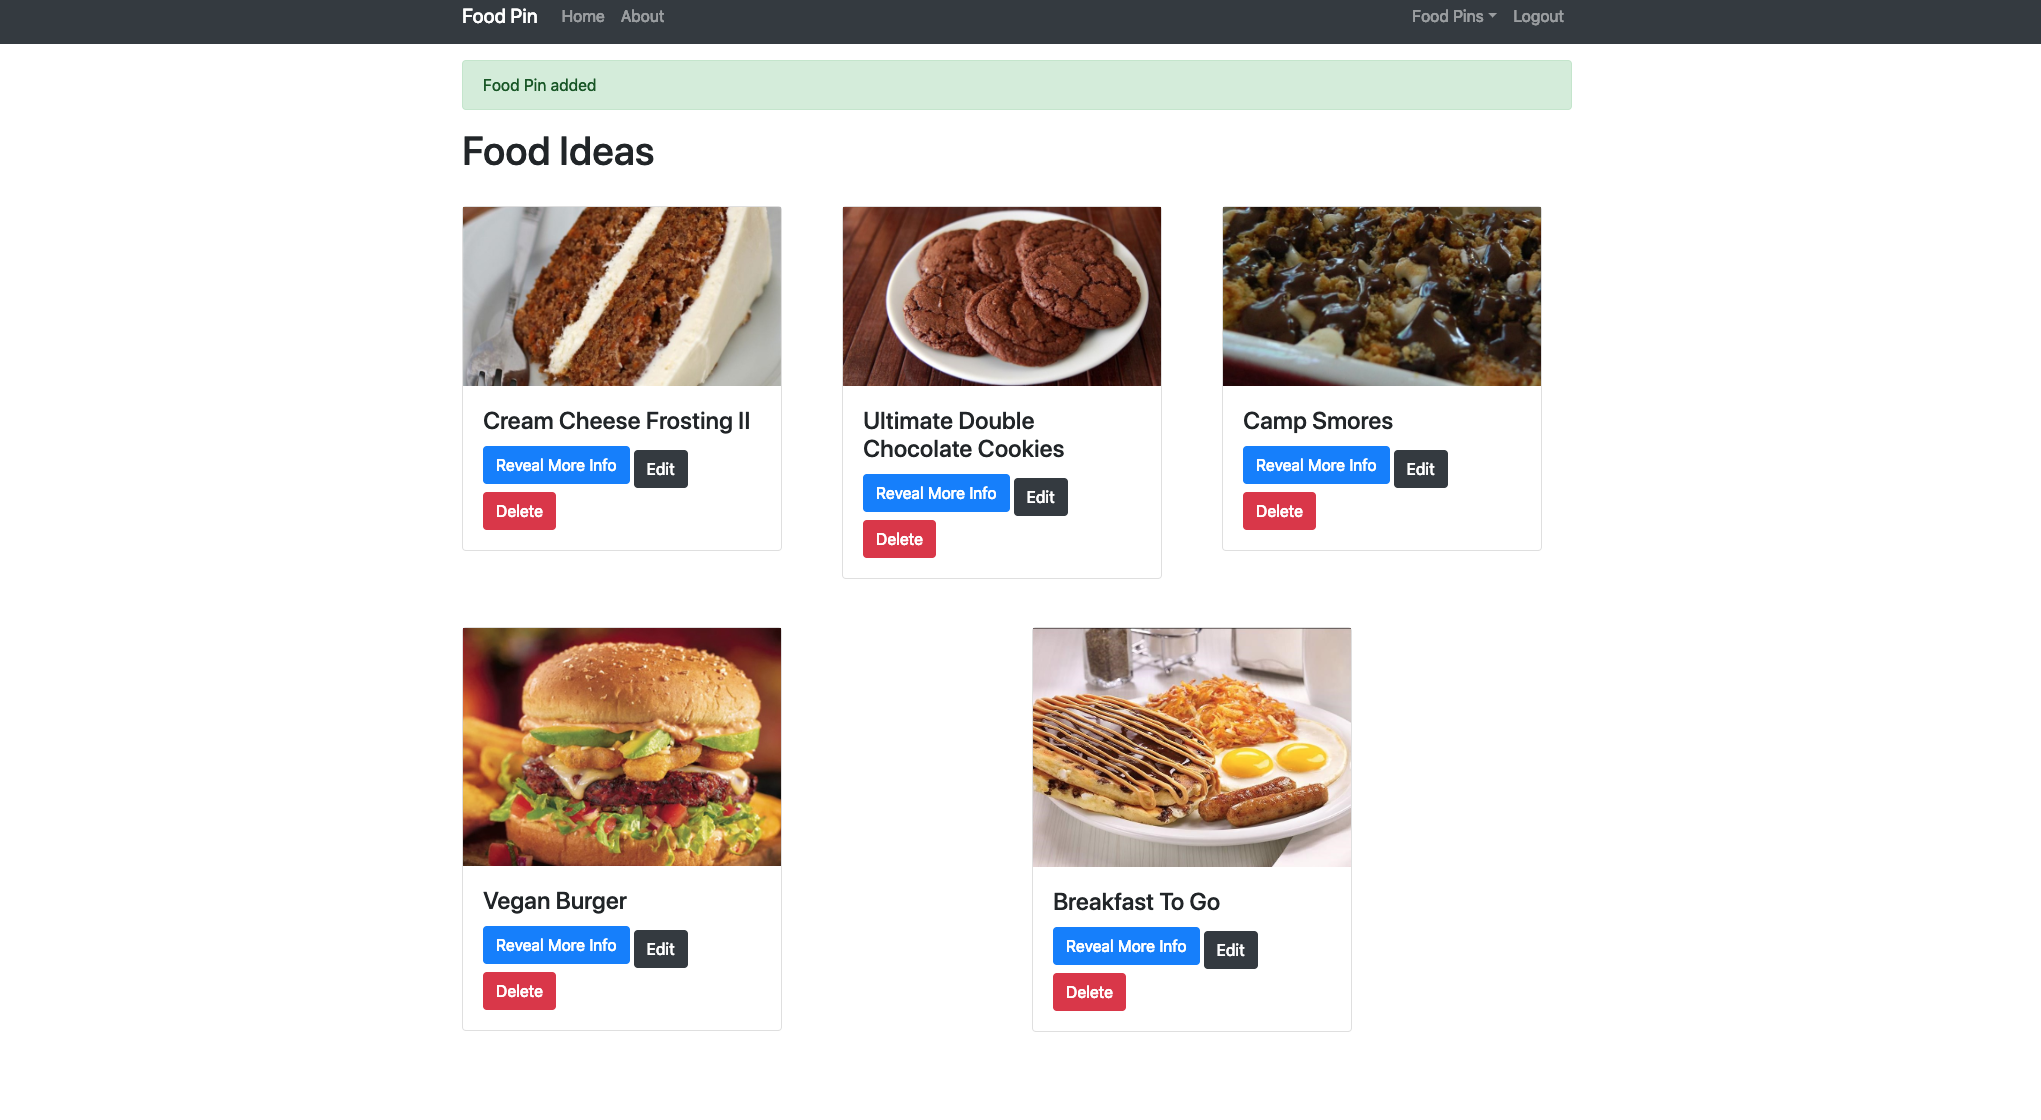 Food Pin Home About Food Pins Logout
Food Pin added
Food Ideas
Cream Cheese Frosting II
Reveal More Info Edit
Delete
Ultimate Double
Chocolate Cookies
Reveal More Info Edit
Delete
Camp Smores
Reveal More Info Edit
Delete
Vegan Burger
Reveal More Info Edit
Delete
Breakfast To Go
Reveal More Info Edit
Delete